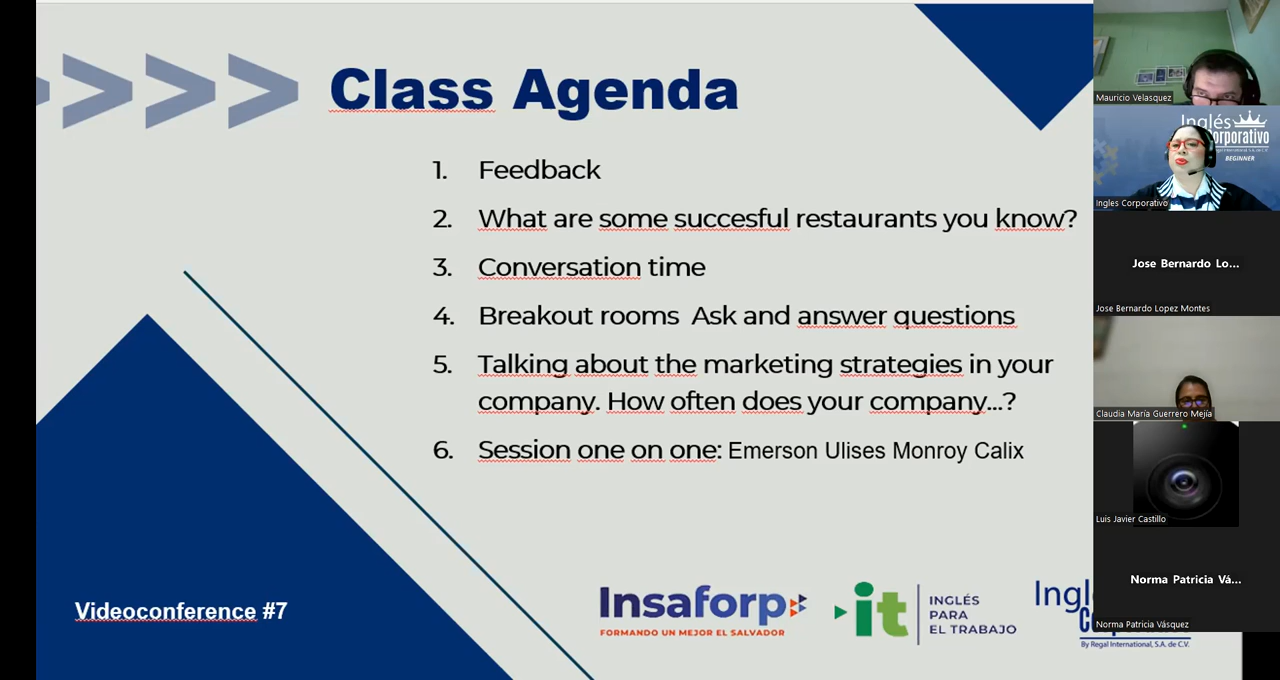 Class Agenda
1. Feedback
2. What are some succesful restaurants you know?
3. Conversation time
4. Breakout rooms Ask and answer questions
5. Talking about the marketing strategies in your
company. How often does your company...?
6. Session one on one: Emerson Ulises Monroy Calix
Videoconference #7
Insaforp
FORMANDO UN MEJOR EL SALVADOR
it
INGLÉS
PARA
EL TRABAJO
Ingl
By Regal International, S.A. de C.V.
Mauricio Velasquez
Inglés
Corporativo
BEGINNER
Ingles Corporativo
Jose Bernardo Lo...
Jose Bernardo Lopez Montes
Claudia María Guerrero Mejía
Luis Javier Castillo
Norma Patricia Vá...
Norma Patricia Vásquez